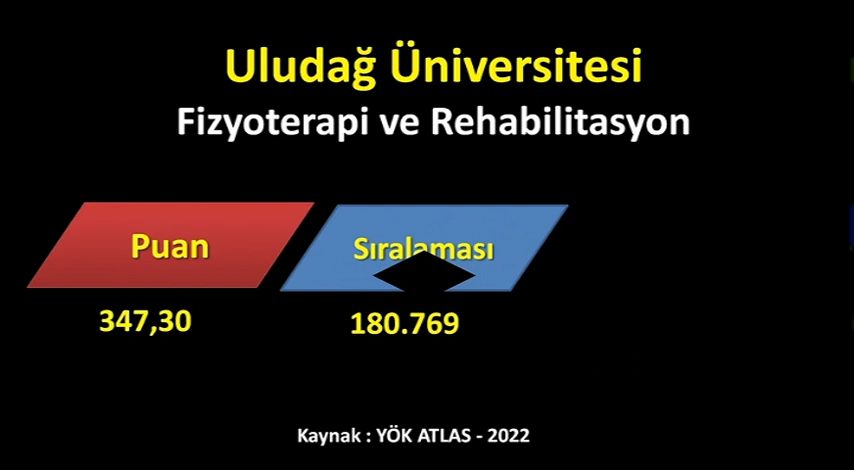 Uludağ Üniversitesi
Fizyoterapi ve Rehabilitasyon
Puan
Sıralaması
347,30
180.769
Kaynak : YÖK ATLAS - 2022